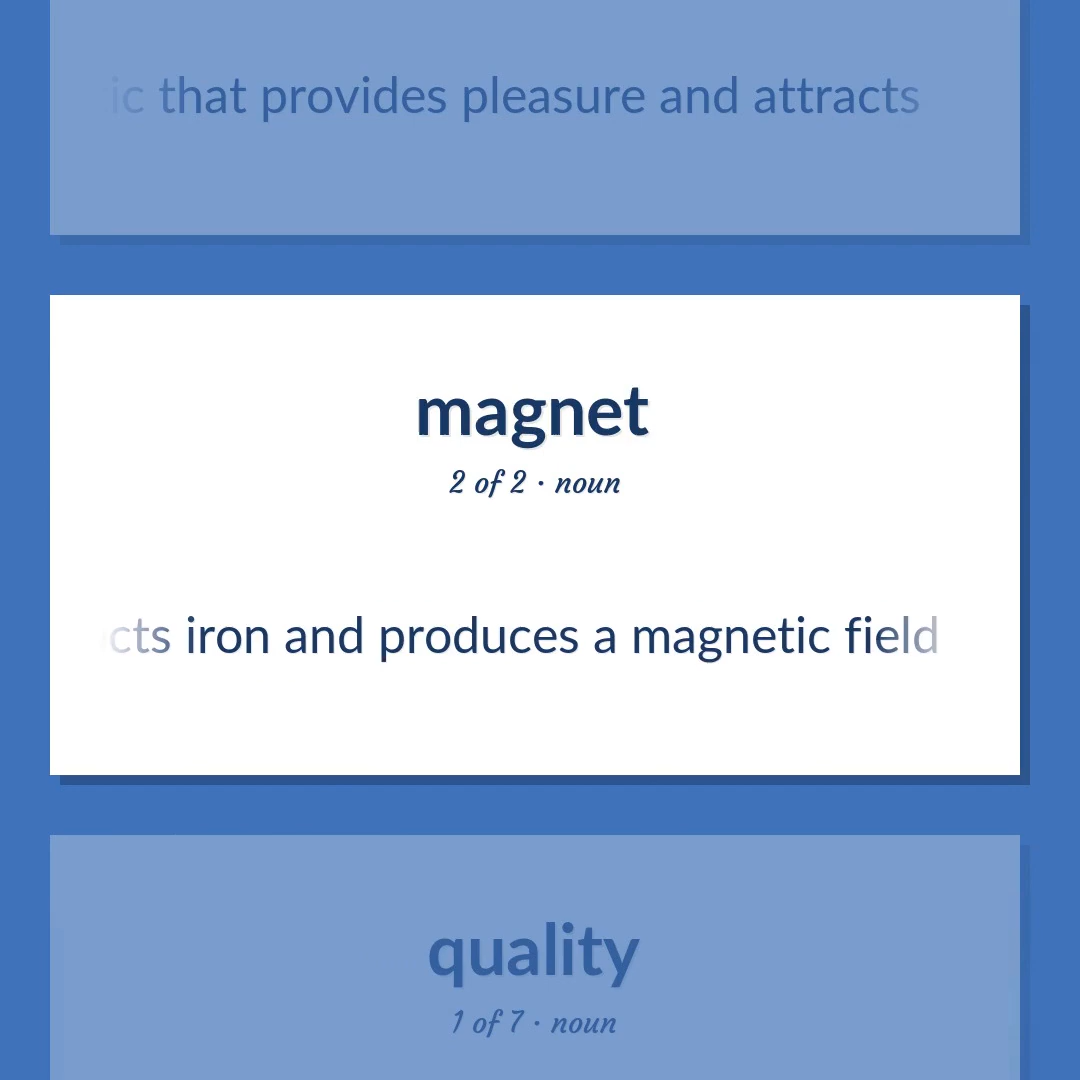 that provides pleasure and attracts
magnet
2 of 2 · noun
iron and produces a magnetic field
quality
1 of 7 · noun